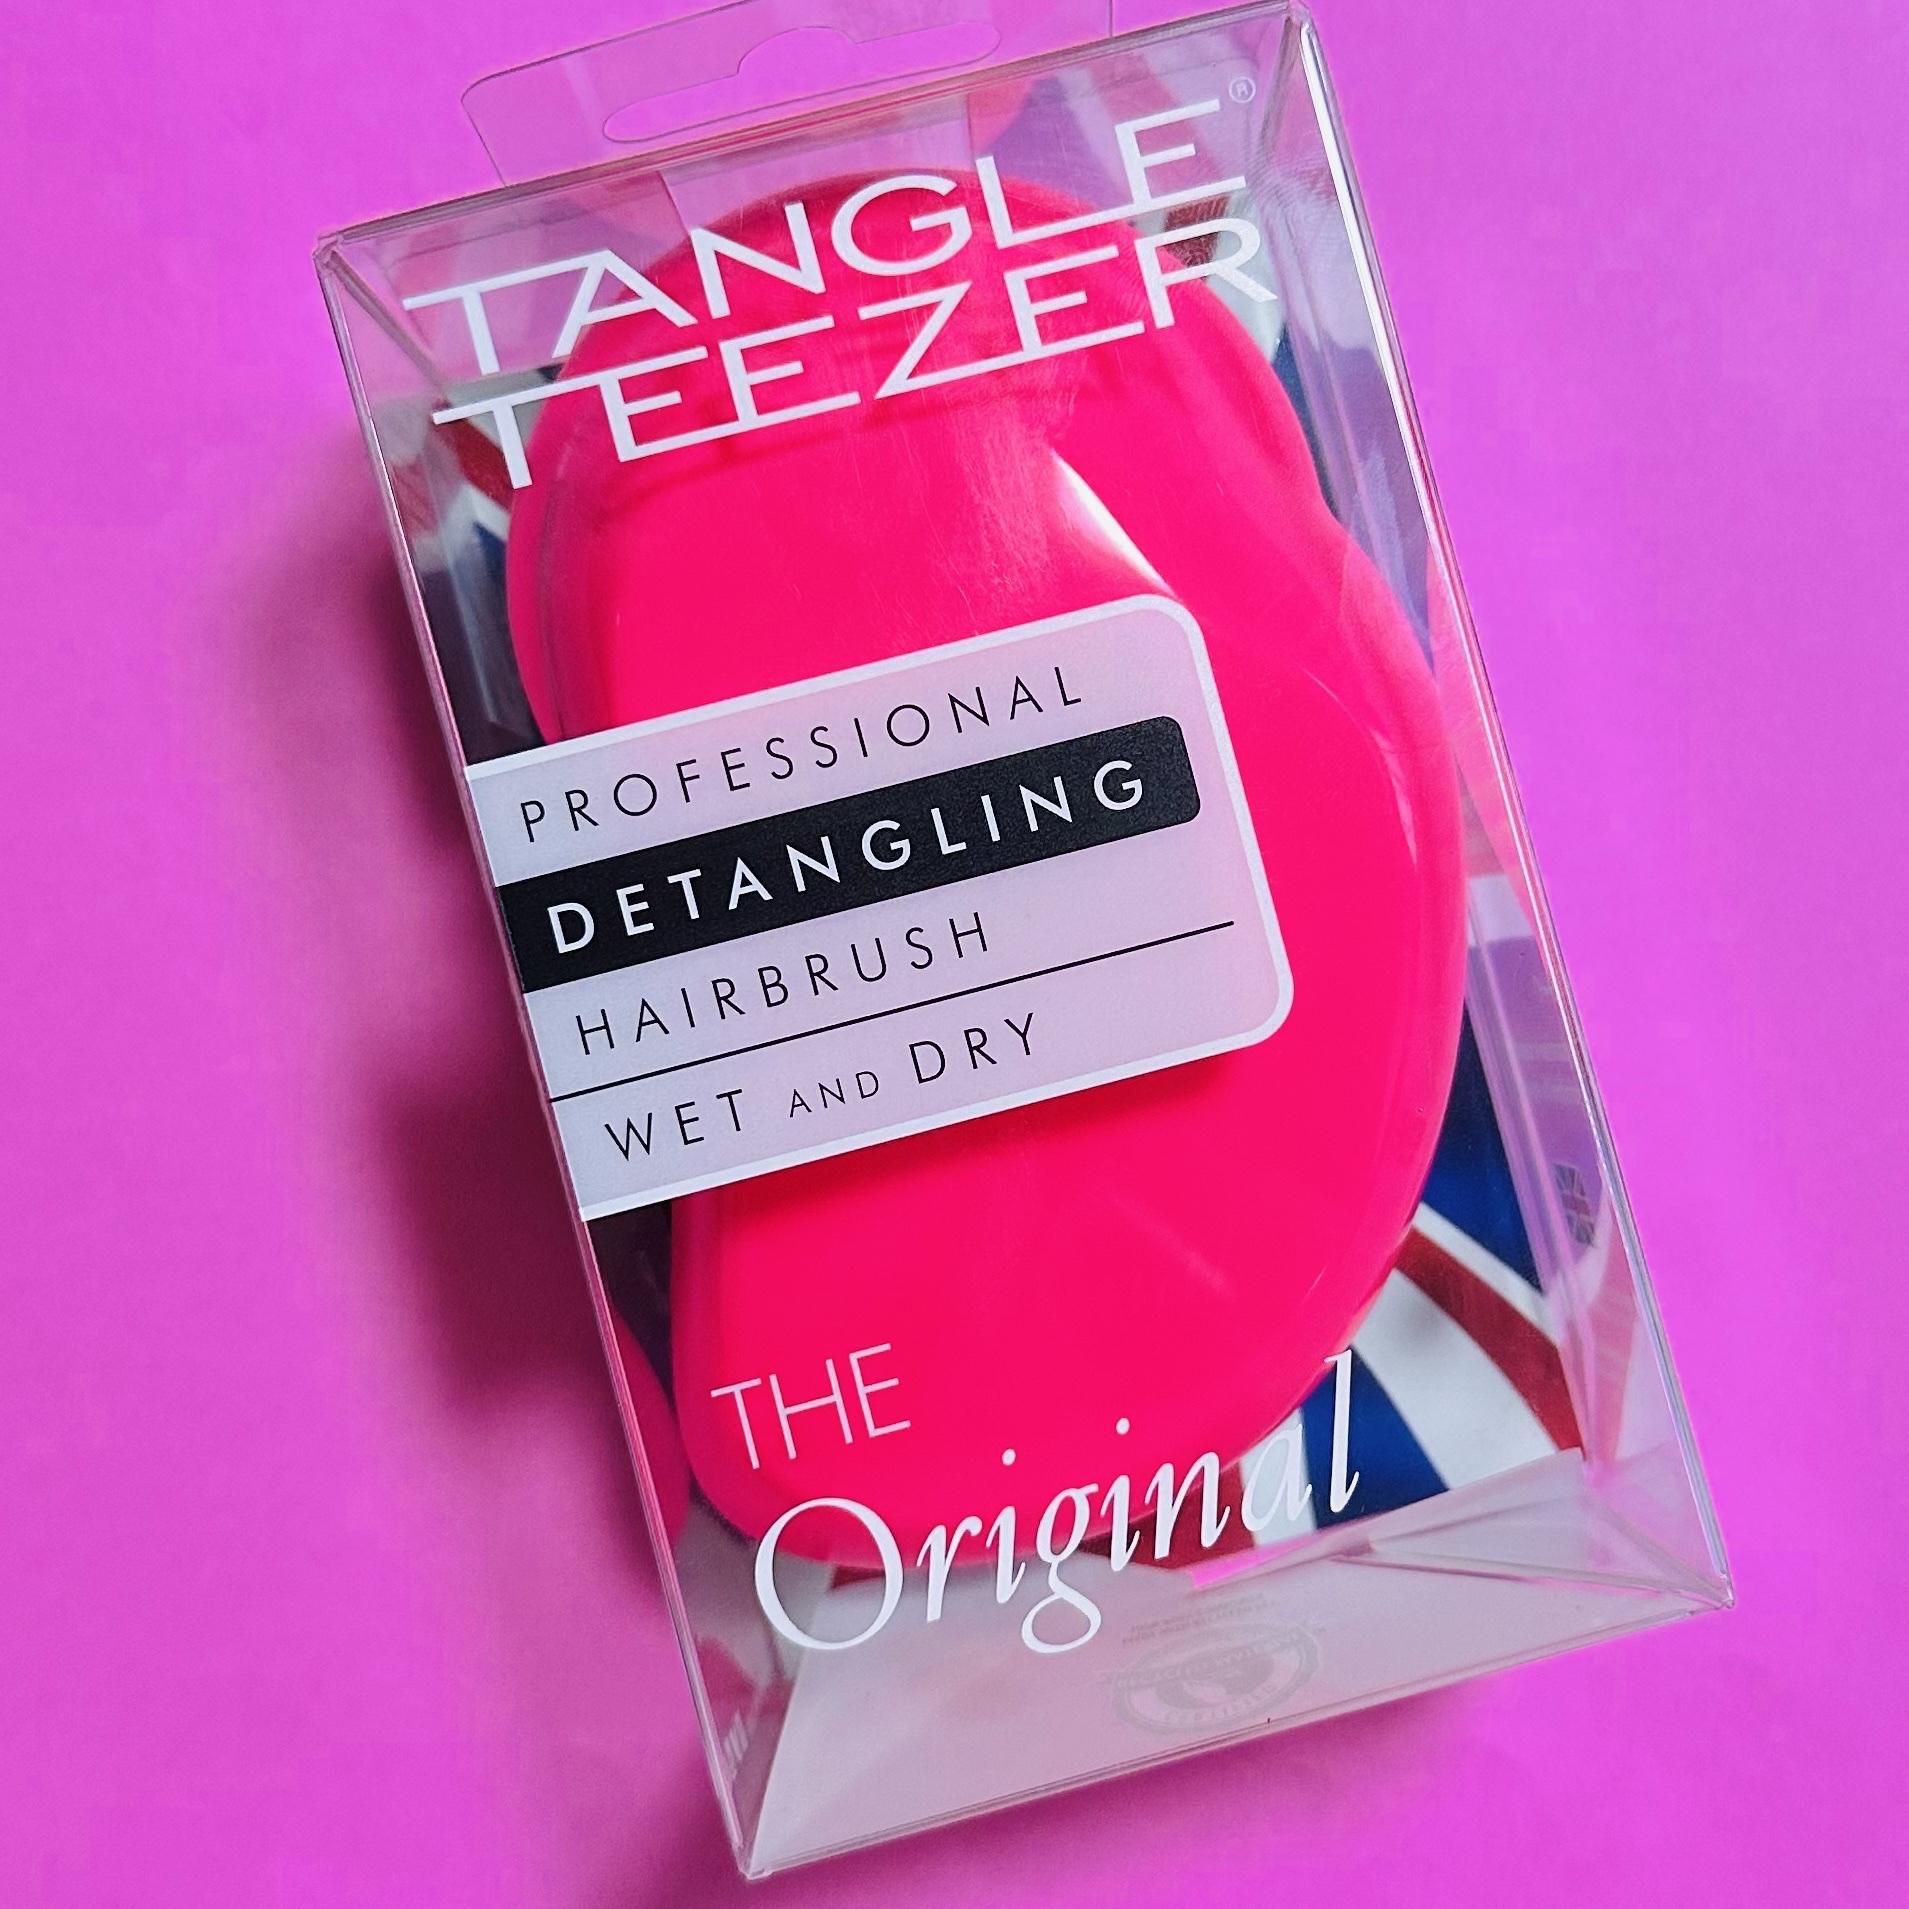 TANGLE®
TEEZER
PROFESSIONAL
DETANGLING
HAIRBRUSH
WET AND DRY
THE
Original